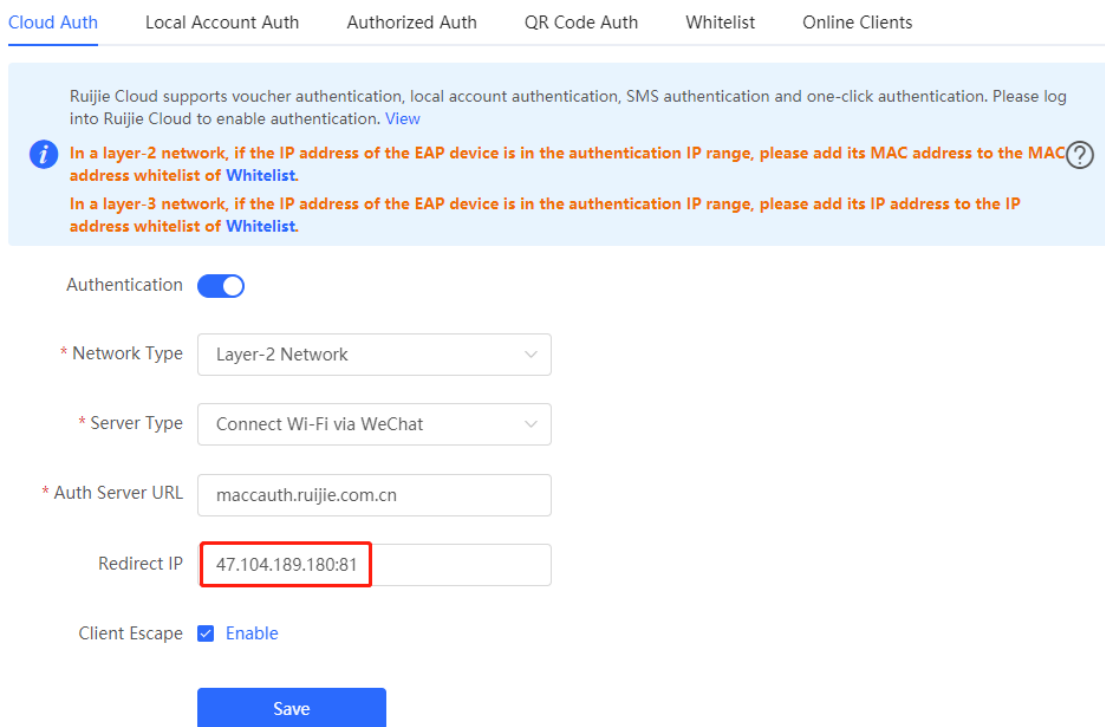 Cloud Auth Local Account Auth Authorized Auth QR Code Auth Whitelist Online Clients
Ruijie Cloud supports voucher authentication, local account authentication, SMS authentication and one-click authentication. Please log
into Ruijie Cloud to enable authentication. View
In a layer-2 network, if the IP address of the EAP device is in the authentication IP range, please add its MAC address to the MAC
address whitelist of Whitelist.
In a layer-3 network, if the IP address of the EAP device is in the authentication IP range, please add its IP address to the IP
address whitelist of Whitelist.
Authentication
* Network Type Layer-2 Network
* Server Type Connect Wi-Fi via WeChat
* Auth Server URL maccauth.ruijie.com.cn
Redirect IP 47.104.189.180:81
Client Escape Enable
Save